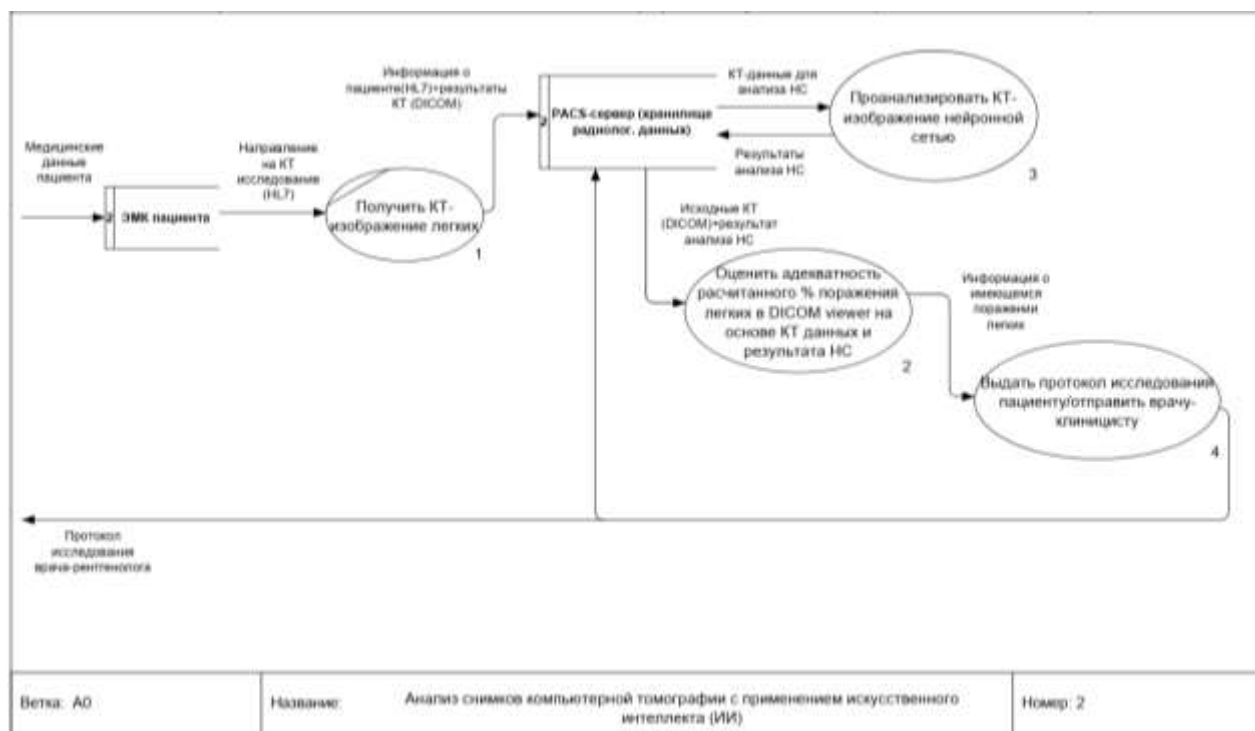 Информация о
пациенте(HL7)+результаты
КТ (DICOM)
КТ-данные для
анализа НС
Проанализировать КТ-
изображение нейронной
сетью
3
2
PACS-сервер (хранилище
радиолог. данных)
Результаты
анализа НС
Медицинские
данные
пациента
Направление
на КТ
исследование
(HL7)
2
ЭМК пациента
Получить КТ-
изображение легких
1
Исходные КТ
(DICOM)+результат
анализа НС
Оценить адекватность
расчитанного % поражения
легких в DICOM viewer на
основе КТ данных и
результата НС
2
Информация о
имеющемся
поражении
легких
Выдать протокол исследования
пациенту/отправить врачу-
клиницисту
4
Протокол
исследования
врача-рентгенолога
Ветка: А0
Название:
Анализ снимков компьютерной томографии с применением искусственного
интеллекта (ИИ)
Номер: 2